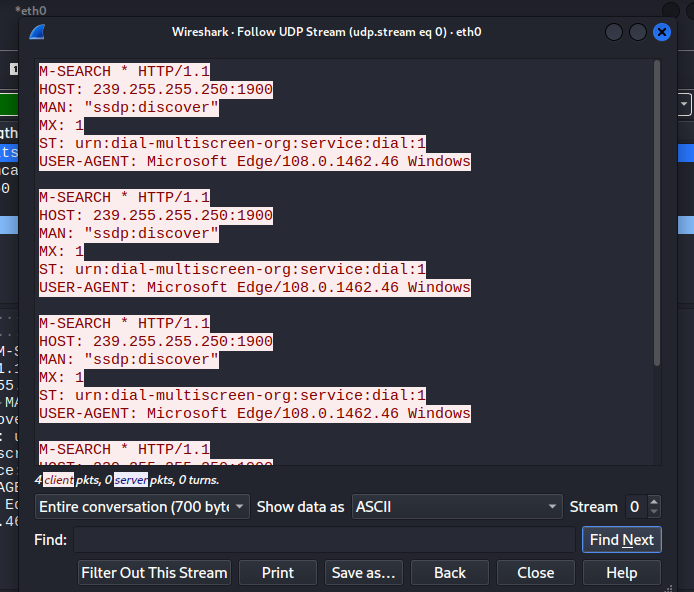 *eth0
Wireshark · Follow UDP Stream (udp.stream eq 0) · eth0
M-SEARCH * HTTP/1.1
HOST: 239.255.255.250:1900
MAN: "ssdp:discover"
MX: 1
ST: urn:dial-multiscreen-org:service:dial:1
USER-AGENT: Microsoft Edge/108.0.1462.46 Windows
M-SEARCH * HTTP/1.1
HOST: 239.255.255.250:1900
MAN: "ssdp:discover"
MX: 1
ST: urn:dial-multiscreen-org:service:dial:1
USER-AGENT: Microsoft Edge/108.0.1462.46 Windows
M-SEARCH * HTTP/1.1
HOST: 239.255.255.250:1900
MAN: "ssdp:discover"
MX: 1
ST: urn:dial-multiscreen-org:service:dial:1
USER-AGENT: Microsoft Edge/108.0.1462.46 Windows
M-SEARCH * HTTP/1.1
HOST: 239.255.255.250:1900
4 client pkts, 0 server pkts, 0 turns.
Entire conversation (700 byte
Show data as
ASCII
Stream
0
Find:
Find Next
Filter Out This Stream
Print
Save as…
Back
Close
Help